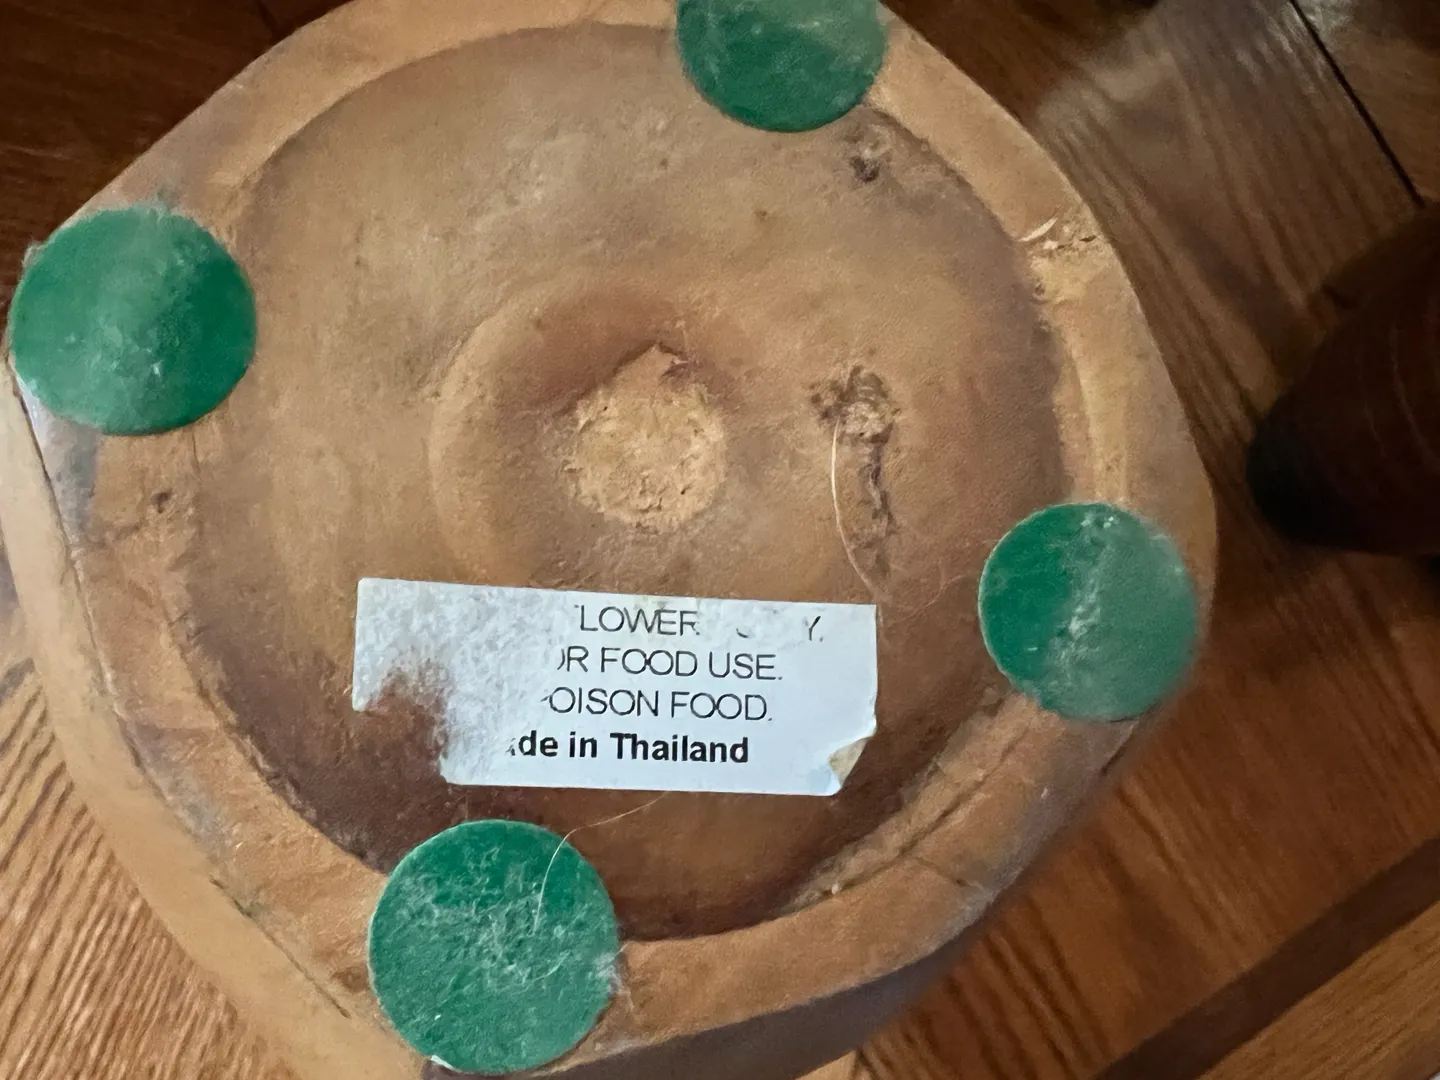 LOWER Y.
OR FOOD USE.
OISON FOOD.
de in Thailand